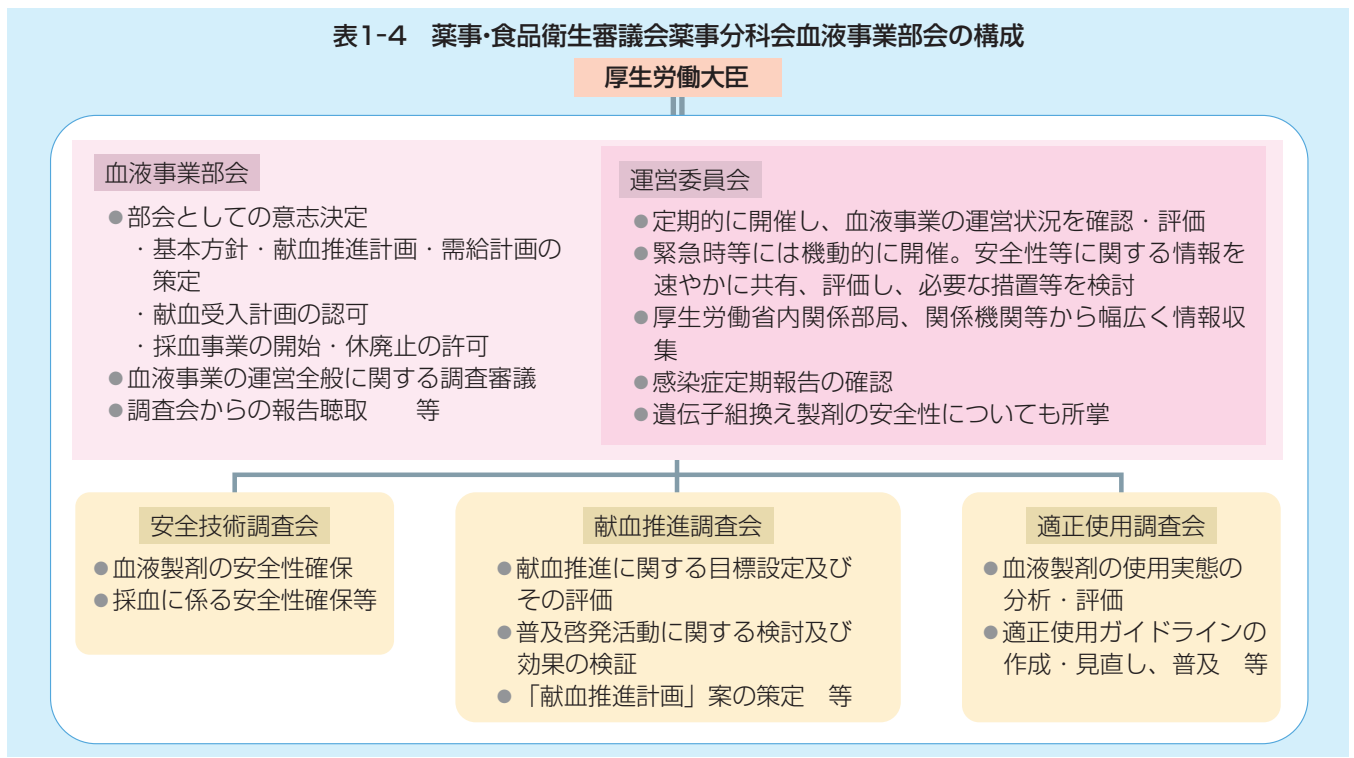 表1-4 薬事・食品衛生審議会薬事分科会血液事業部会の構成
厚生労働大臣
血液事業部会
●部会としての意志決定
・基本方針・献血推進計画・需給計画の
策定
・献血受入計画の認可
・採血事業の開始・休廃止の許可
●血液事業の運営全般に関する調査審議
●調査会からの報告聴取 等
運営委員会
●定期的に開催し、血液事業の運営状況を確認・評価
●緊急時等には機動的に開催。安全性等に関する情報を
速やかに共有、評価し、必要な措置等を検討
●厚生労働省内関係部局、関係機関等から幅広く情報収
集
●感染症定期報告の確認
●遺伝子組換え製剤の安全性についても所掌
安全技術調査会
●血液製剤の安全性確保
●採血に係る安全性確保等
献血推進調査会
●献血推進に関する目標設定及び
その評価
●普及啓発活動に関する検討及び
効果の検証
●「献血推進計画」案の策定 等
適正使用調査会
●血液製剤の使用実態の
分析・評価
●適正使用ガイドラインの
作成・見直し、普及 等